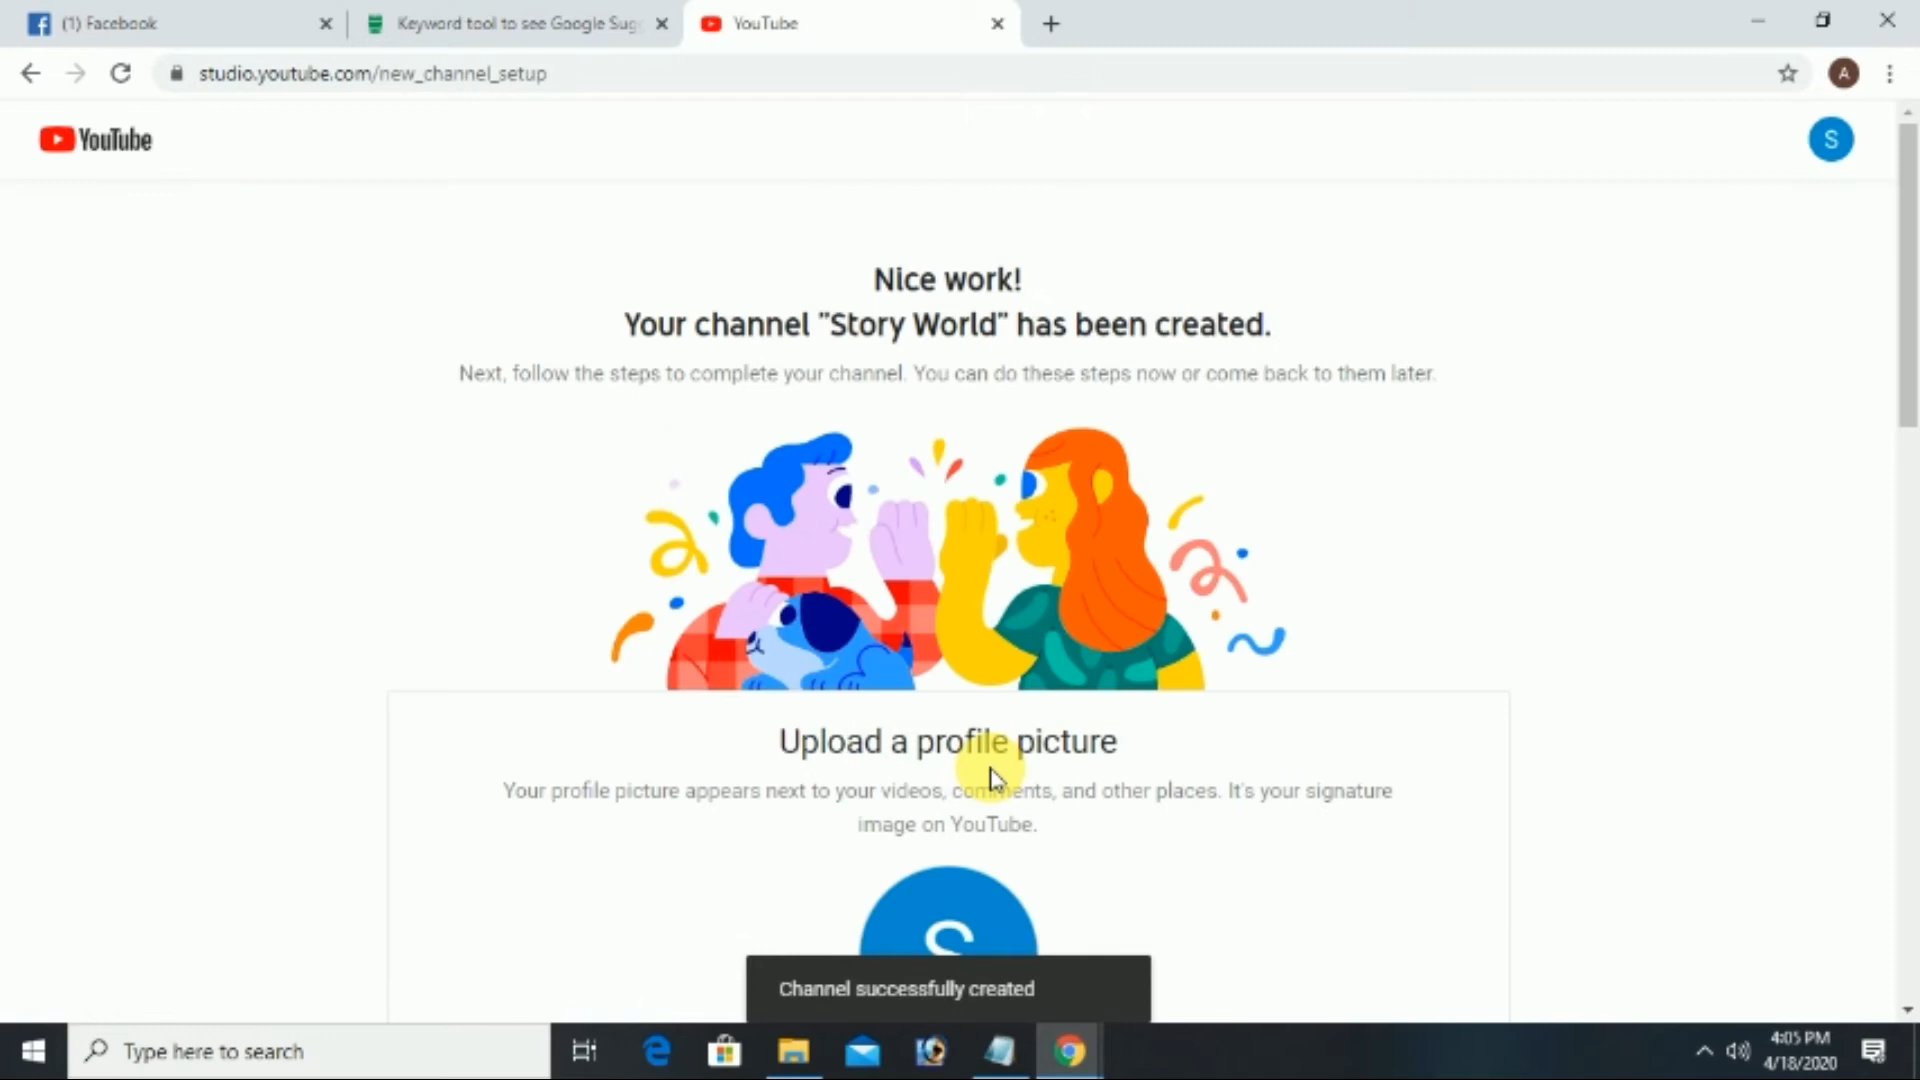 (1) Facebook
Keyword tool to see Google Sug
YouTube
studio.youtube.com/new_channel_setup
A
YouTube
S
Nice work!
Your channel "Story World" has been created.
Next, follow the steps to complete your channel. You can do these steps now or come back to them later.
Upload a profile picture
Your profile picture appears next to your videos, comments, and other places. It's your signature
image on YouTube.
S
Channel successfully created
Type here to search
4:05 PM
4/18/2020